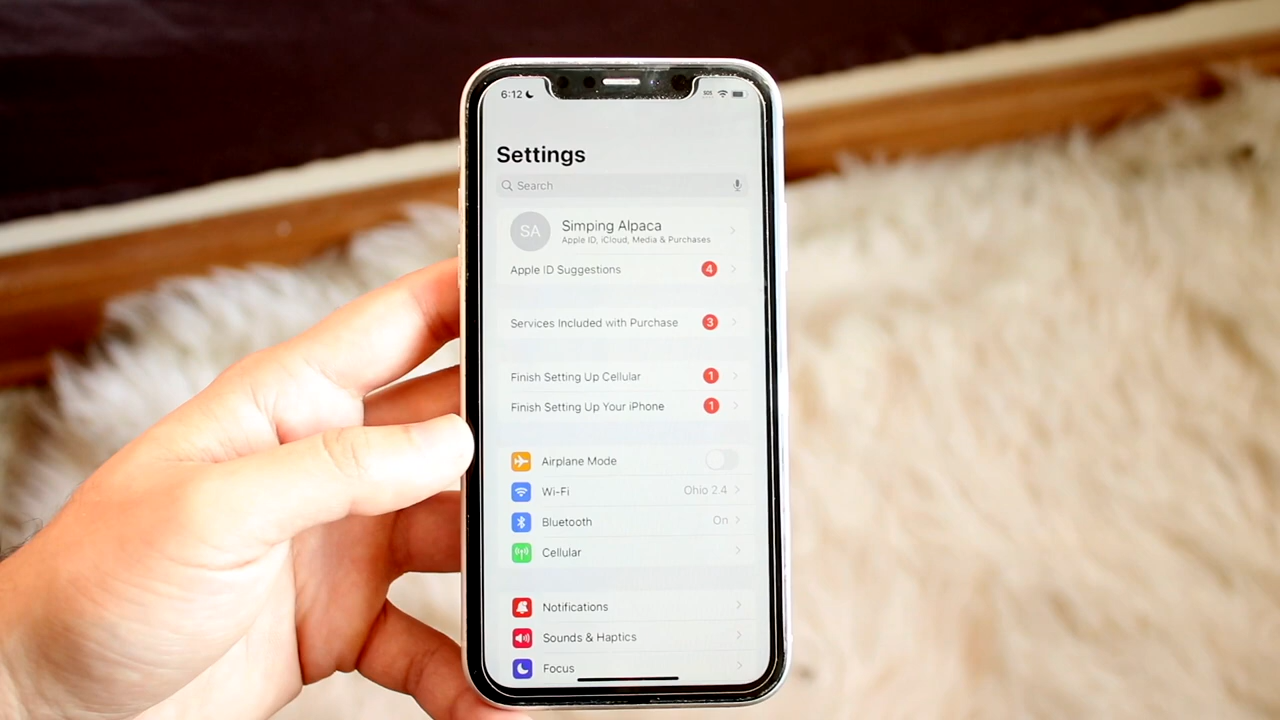 6:12 SOS
Settings
Search
SA
Simping Alpaca
Apple ID, iCloud, Media & Purchases
Apple ID Suggestions 4
Services Included with Purchase 3
Finish Setting Up Cellular 1
Finish Setting Up Your iPhone 1
Airplane Mode
Wi-Fi Ohio 2.4
Bluetooth On
Cellular
Notifications
Sounds & Haptics
Focus